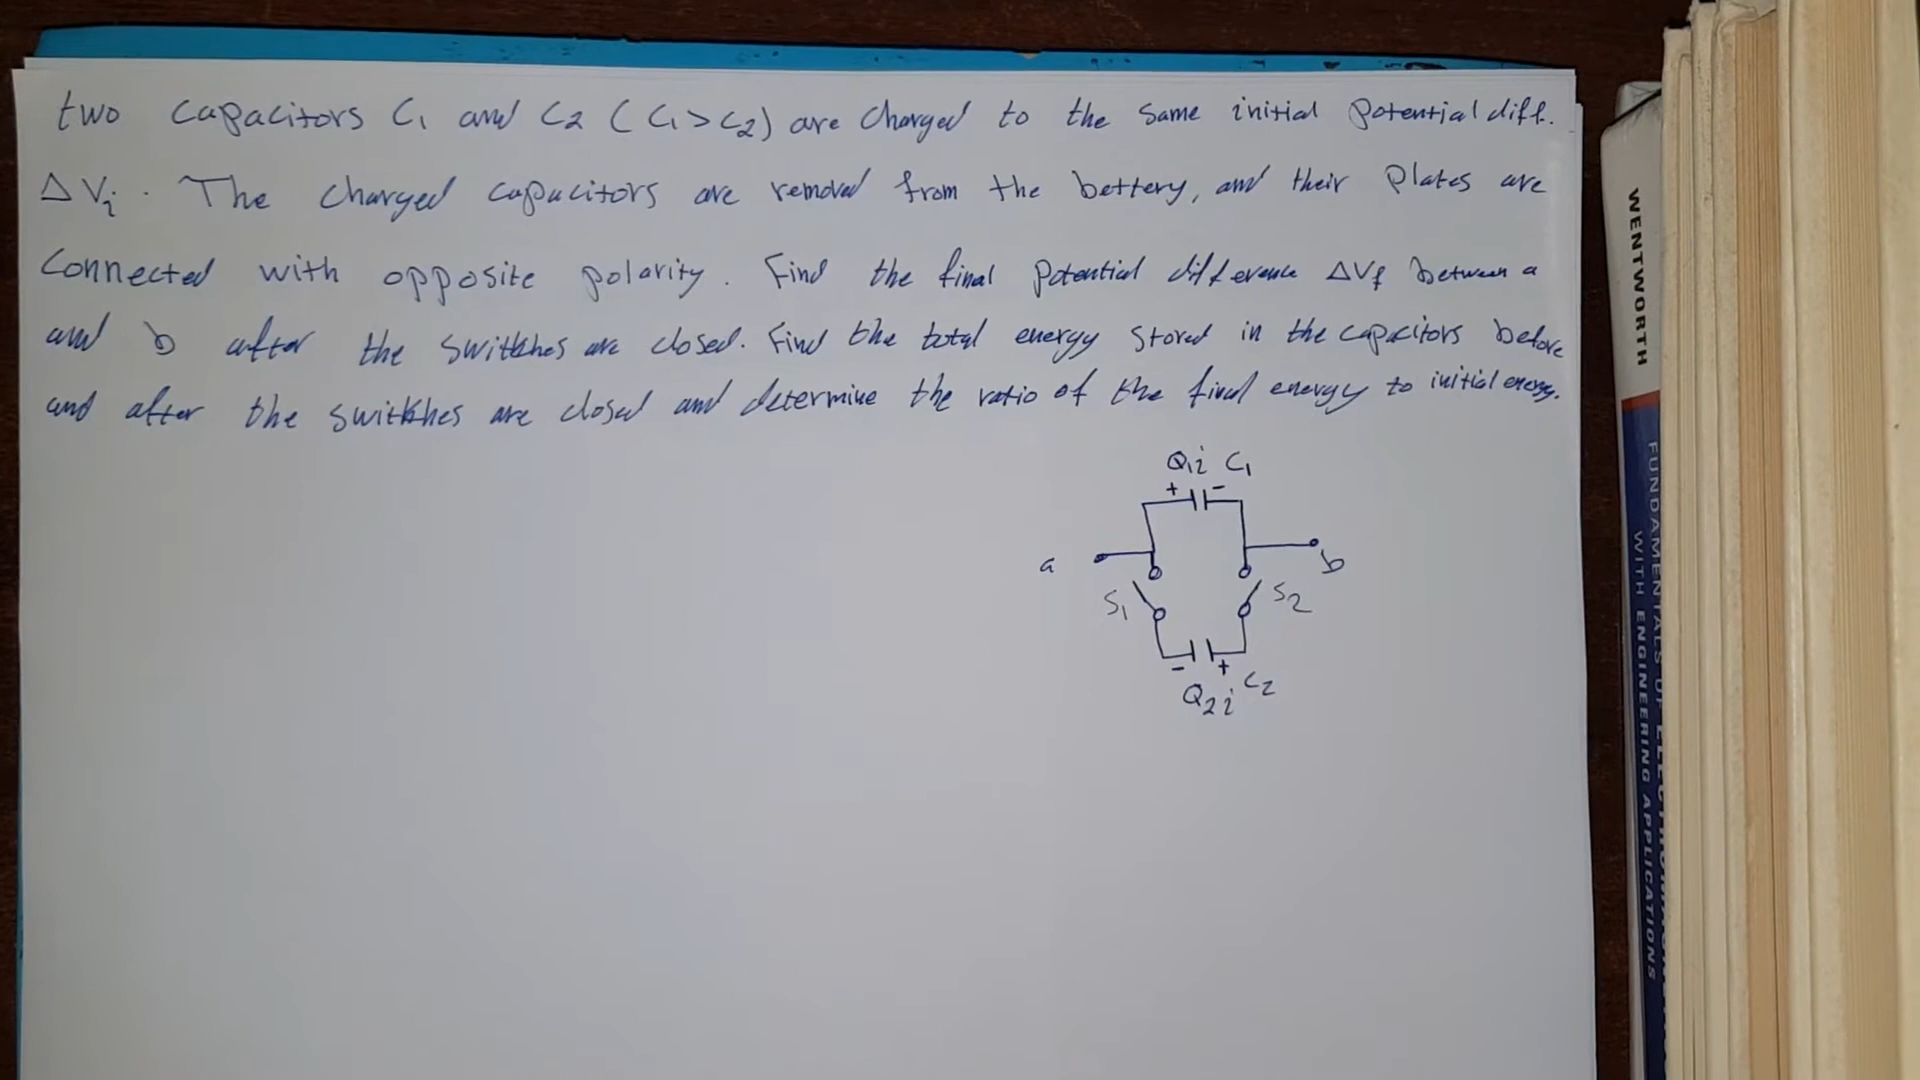 two capacitors C1 and C2 (C1>C2) are charged to the same initial potential diff.
ΔVi. The charged capacitors are removed from the bettery, and their plates are
connected with opposite polarity. Find the final potential difference ΔVf between a
and b after the switches are closed. Find the total energy stored in the capacitors before
and after the switches are closed and determine the ratio of the final energy to initial energy.
Q1i C1
+ -
a b
S1 S2
- +
Q2i C2
WENTWORTH
FUNDAMENTALS OF
WITH ENGINEERING APPLICATIONS